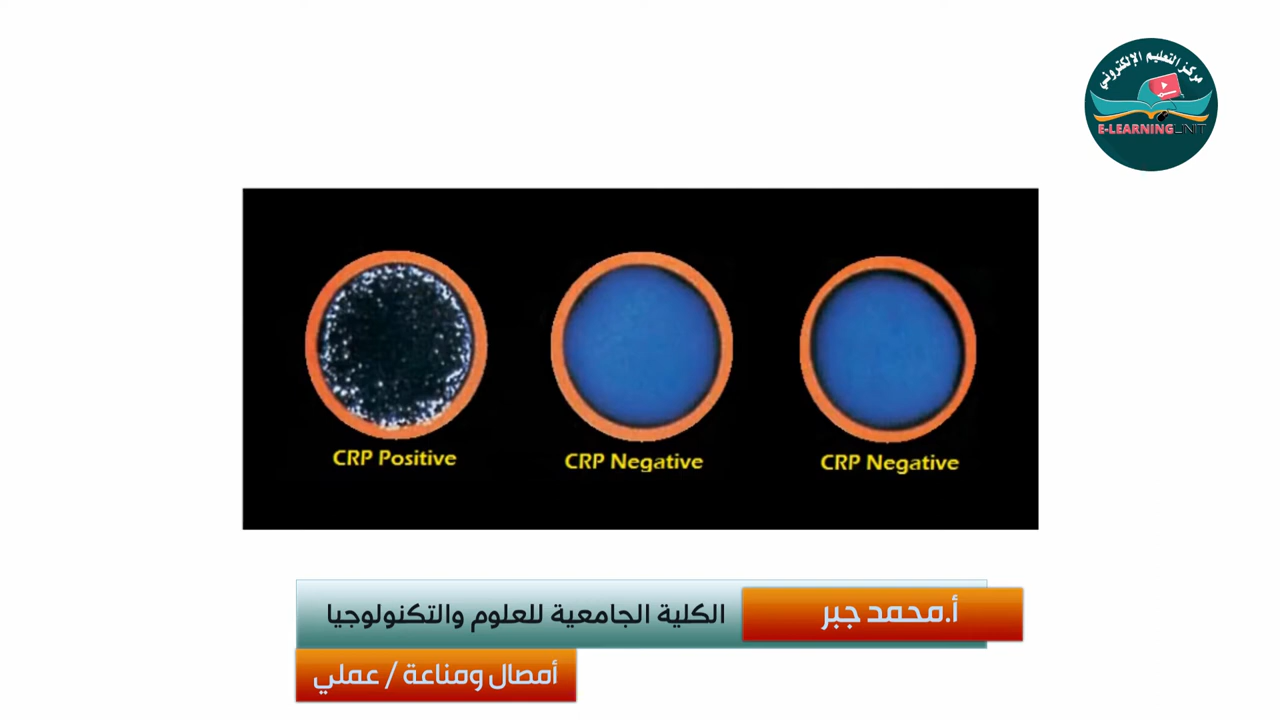 مركز التعليم الإلكتروني
E-LEARNING UNIT
CRP Positive
CRP Negative
CRP Negative
أ.محمد جبر
الكلية الجامعية للعلوم والتكنولوجيا
أمصال ومناعة / عملي